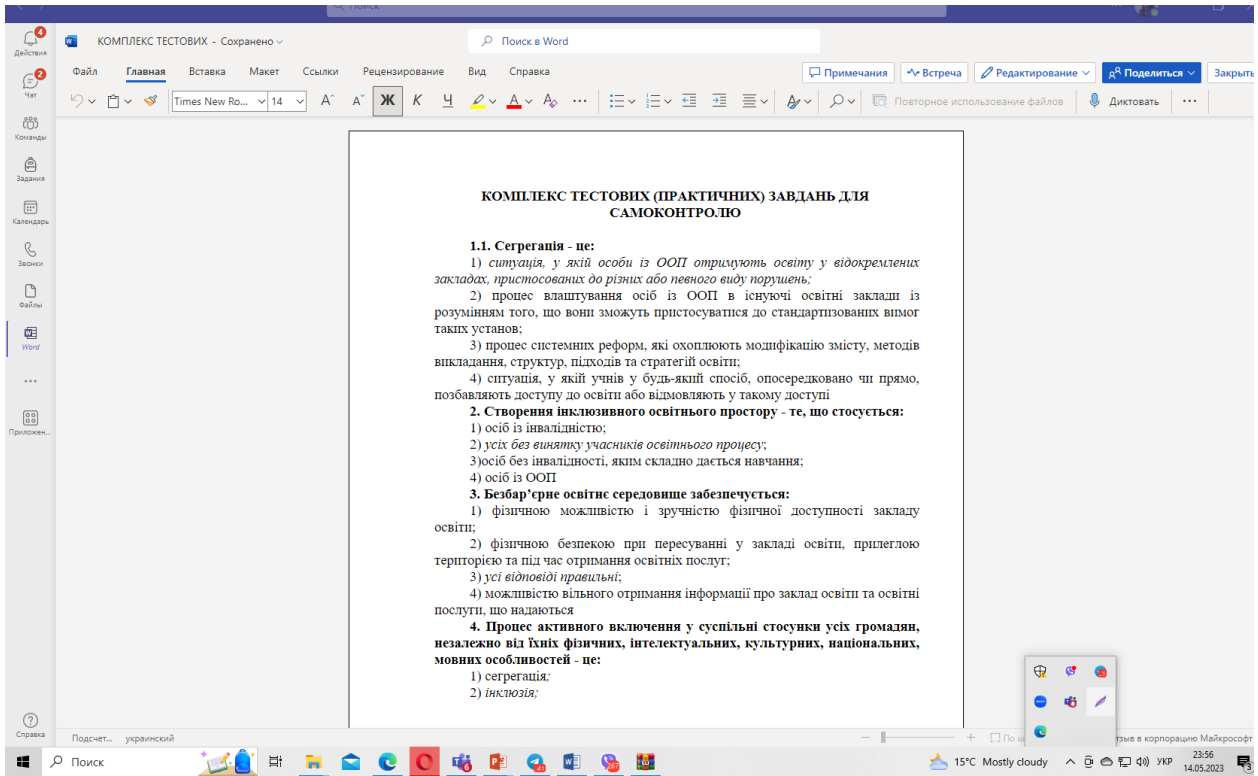 Поиск
4
Действия
КОМПЛЕКС ТЕСТОВИХ - Сохранено
Поиск в Word
Файл Главная Вставка Макет Ссылки Рецензирование Вид Справка
Примечания Встреча Редактирование Поделиться Закрыть
2
Чат
Times New Ro... 14 Ж К Ч
Повторное использование файлов Диктовать
Команды
Задания
Календарь
Звонки
Файлы
Word
Приложен...
Справка
КОМПЛЕКС ТЕСТОВИХ (ПРАКТИЧНИХ) ЗАВДАНЬ ДЛЯ
САМОКОНТРОЛЮ
1.1. Сегрегація - це:
1) ситуація, у якій особи із ООП отримують освіту у відокремлених
закладах, пристосованих до різних або певного виду порушень;
2) процес влаштування осіб із ООП в існуючі освітні заклади із
розумінням того, що вони зможуть пристосуватися до стандартизованих вимог
таких установ;
3) процес системних реформ, які охоплюють модифікацію змісту, методів
викладання, структур, підходів та стратегій освіти;
4) ситуація, у якій учнів у будь-який спосіб, опосередковано чи прямо,
позбавляють доступу до освіти або відмовляють у такому доступі
2. Створення інклюзивного освітнього простору - те, що стосується:
1) осіб із інвалідністю;
2) усіх без винятку учасників освітнього процесу;
3)осіб без інвалідності, яким складно дається навчання;
4) осіб із ООП
3. Безбар’єрне освітнє середовище забезпечується:
1) фізичною можливістю і зручністю фізичної доступності закладу
освіти;
2) фізичною безпекою при пересуванні у закладі освіти, прилеглою
територією та під час отримання освітніх послуг;
3) усі відповіді правильні;
4) можливістю вільного отримання інформації про заклад освіти та освітні
послуги, що надаються
4. Процес активного включення у суспільні стосунки усіх громадян,
незалежно від їхніх фізичних, інтелектуальних, культурних, національних,
мовних особливостей - це:
1) сегрегація;
2) інклюзія;
Подсчет... украинский
По
в корпорацию Майкрософт
Поиск
15°C Mostly cloudy
УКР
23:56
14.05.2023